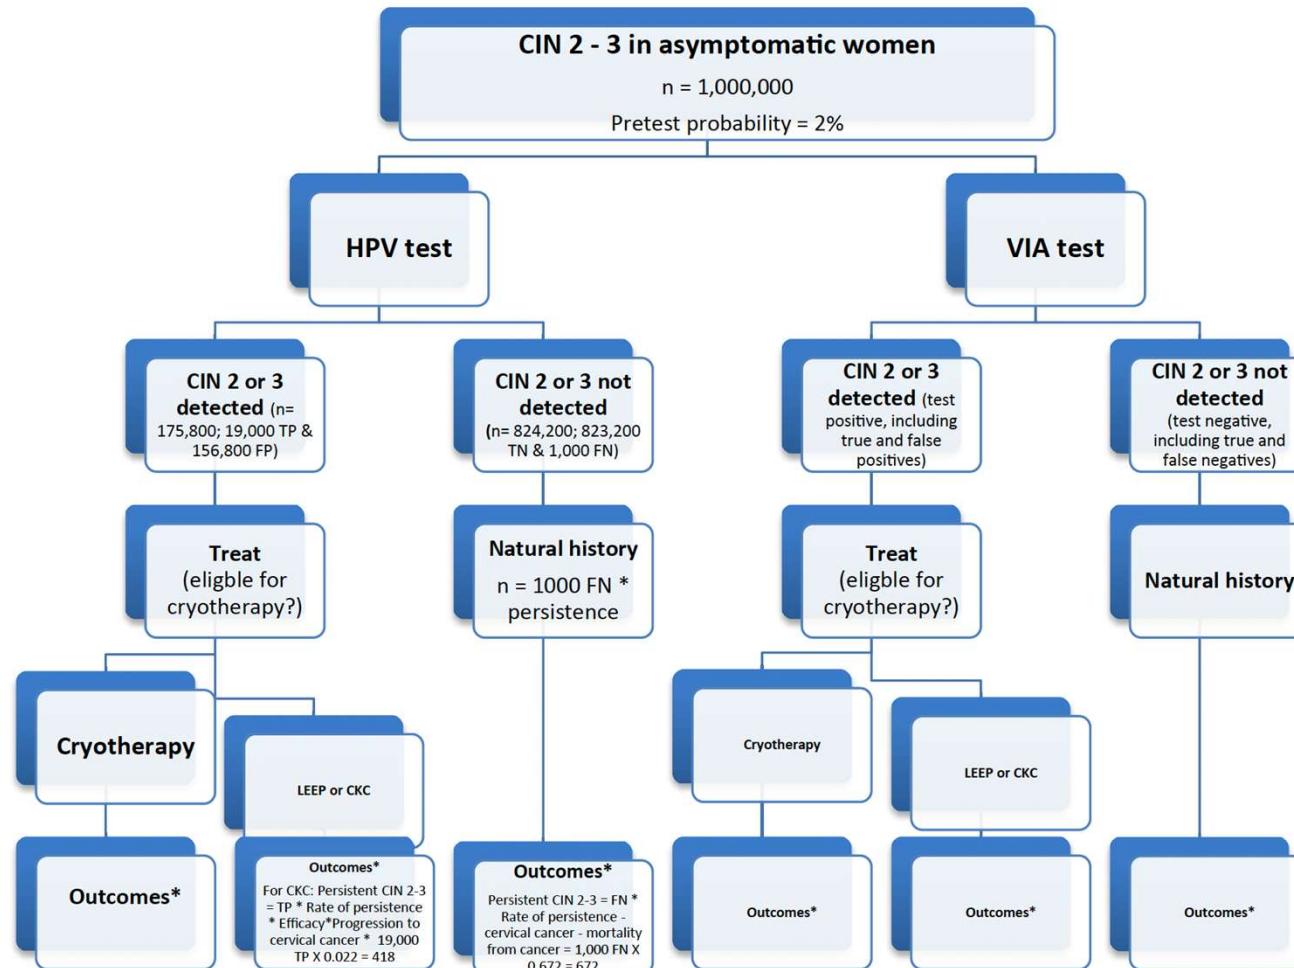 CIN 2 - 3 in asymptomatic women
n = 1,000,000
Pretest probability = 2%
HPV test
VIA test
CIN 2 or 3
detected (n=
175,800; 19,000 TP &
156,800 FP)
CIN 2 or 3 not
detected
(n= 824,200; 823,200
TN & 1,000 FN)
CIN 2 or 3
detected (test
positive, including
true and false
positives)
CIN 2 or 3 not
detected
(test negative,
including true and
false negatives)
Treat
(eligble for
cryotherapy?)
Natural history
n = 1000 FN *
persistence
Treat
(eligble for
cryotherapy?)
Natural history
Cryotherapy
LEEP or CKC
Cryotherapy
LEEP or CKC
Outcomes*
Outcomes*
For CKC: Persistent CIN 2-3
= TP * Rate of persistence
* Efficacy*Progression to
cervical cancer * 19,000
TP X 0.022 = 418
Outcomes*
Persistent CIN 2-3 = FN *
Rate of persistence -
cervical cancer - mortality
from cancer = 1,000 FN X
0.672 = 672
Outcomes*
Outcomes*
Outcomes*